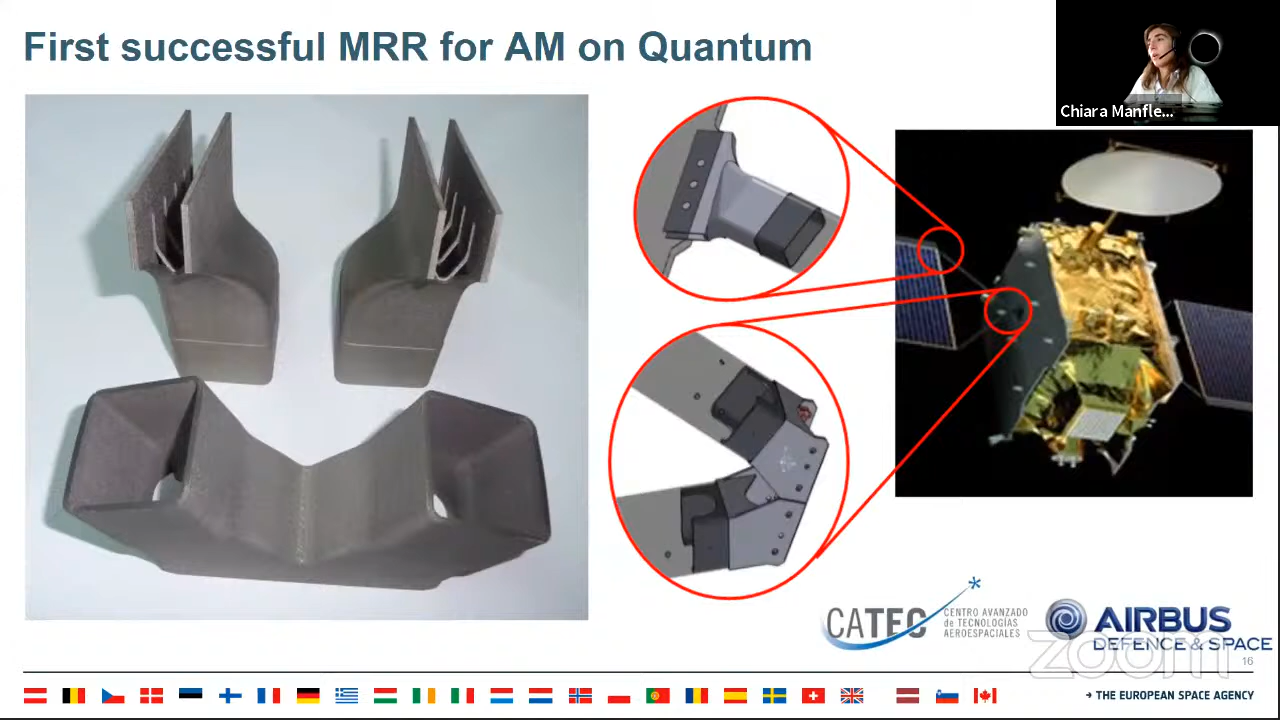 First successful MRR for AM on Quantum
Chiara Manfle...
CATEC
CENTRO AVANZADO
de TECNOLOGÍAS
AEROESPACIALES
AIRBUS
DEFENCE & SPACE
zoom
16
→ THE EUROPEAN SPACE AGENCY